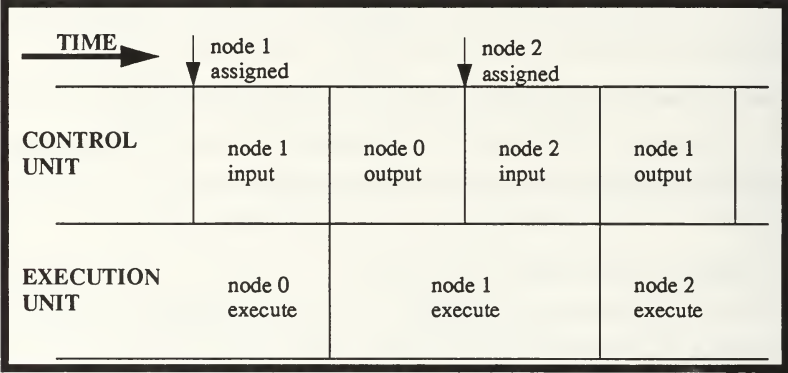 TIME
node 1
assigned
node 2
assigned
CONTROL
UNIT
node 1
input
node 0
output
node 2
input
node 1
output
EXECUTION
UNIT
node 0
execute
node 1
execute
node 2
execute